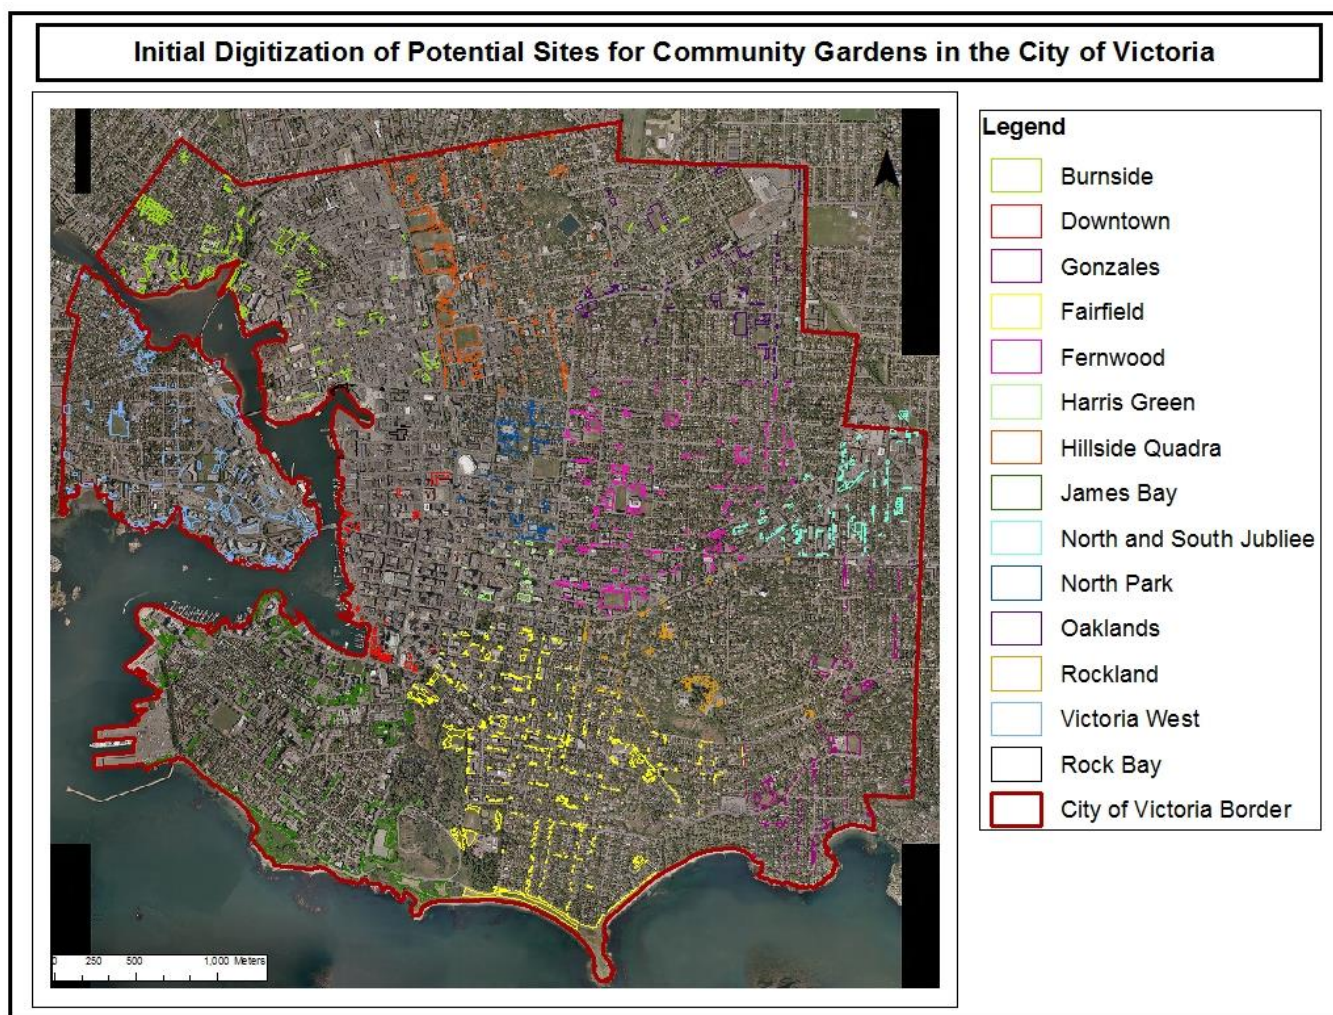 Initial Digitization of Potential Sites for Community Gardens in the City of Victoria
Legend
Burnside
Downtown
Gonzales
Fairfield
Fernwood
Harris Green
Hillside Quadra
James Bay
North and South Jubliee
North Park
Oaklands
Rockland
Victoria West
Rock Bay
City of Victoria Border
0 250 500 1,000 Meters